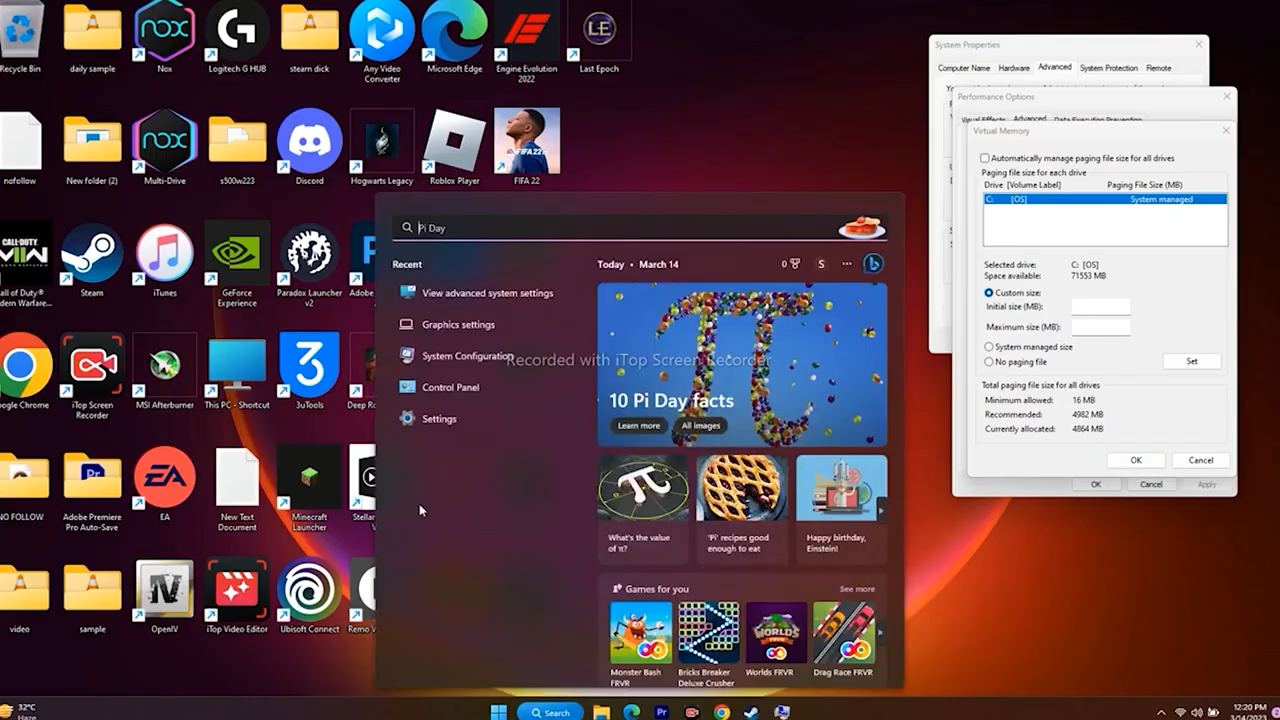 Recycle Bin
daily sample
Nox
Logitech G HUB
steam dick
Any Video
Converter
Microsoft Edge
Engine Evolution
2022
Last Epoch
nofollow
New folder (2)
Multi-Drive
s500w223
Discord
Hogwarts Legacy
Roblox Player
FIFA 22
Steam
iTunes
GeForce
Experience
Paradox Launcher
v2
Adobe
Call of Duty®
Modern Warfare...
Google Chrome
iTop Screen
Recorder
MSI Afterburner
This PC - Shortcut
3uTools
Deep Ro
NO FOLLOW
Adobe Premiere
Pro Auto-Save
EA
New Text
Document
Minecraft
Launcher
Stellar
video
sample
OpenIV
iTop Video Editor
Ubisoft Connect
Remo
Pi Day
Recent
View advanced system settings
Graphics settings
System Configuration
Control Panel
Settings
Today • March 14
0
S
10 Pi Day facts
Learn more
All images
What's the value
of π?
'Pi' recipes good
enough to eat
Happy birthday,
Einstein!
Games for you
See more
Monster Bash
FRVR
Bricks Breaker
Deluxe Crusher
Worlds FRVR
Drag Race FRVR
Recorded with iTop Screen Recorder
System Properties
Computer Name
Hardware
Advanced
System Protection
Remote
Performance Options
Visual Effects
Advanced
Data Execution Prevention
Virtual Memory
Automatically manage paging file size for all drives
Paging file size for each drive
Drive [Volume Label]
Paging File Size (MB)
C: [OS]
System managed
Selected drive: C: [OS]
Space available: 71553 MB
Custom size:
Initial size (MB):
Maximum size (MB):
System managed size
No paging file
Set
Total paging file size for all drives
Minimum allowed: 16 MB
Recommended: 4982 MB
Currently allocated: 4864 MB
OK
Cancel
OK
Cancel
Apply
32°C
Haze
Search
12:20 PM